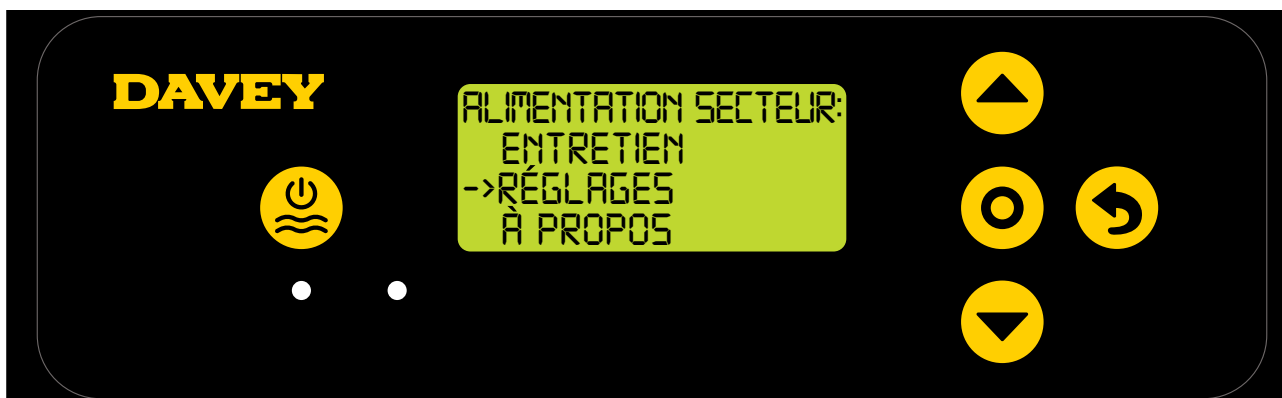 DAVEY
ALIMENTATION SECTEUR:
ENTRETIEN
->RÉGLAGES
À PROPOS